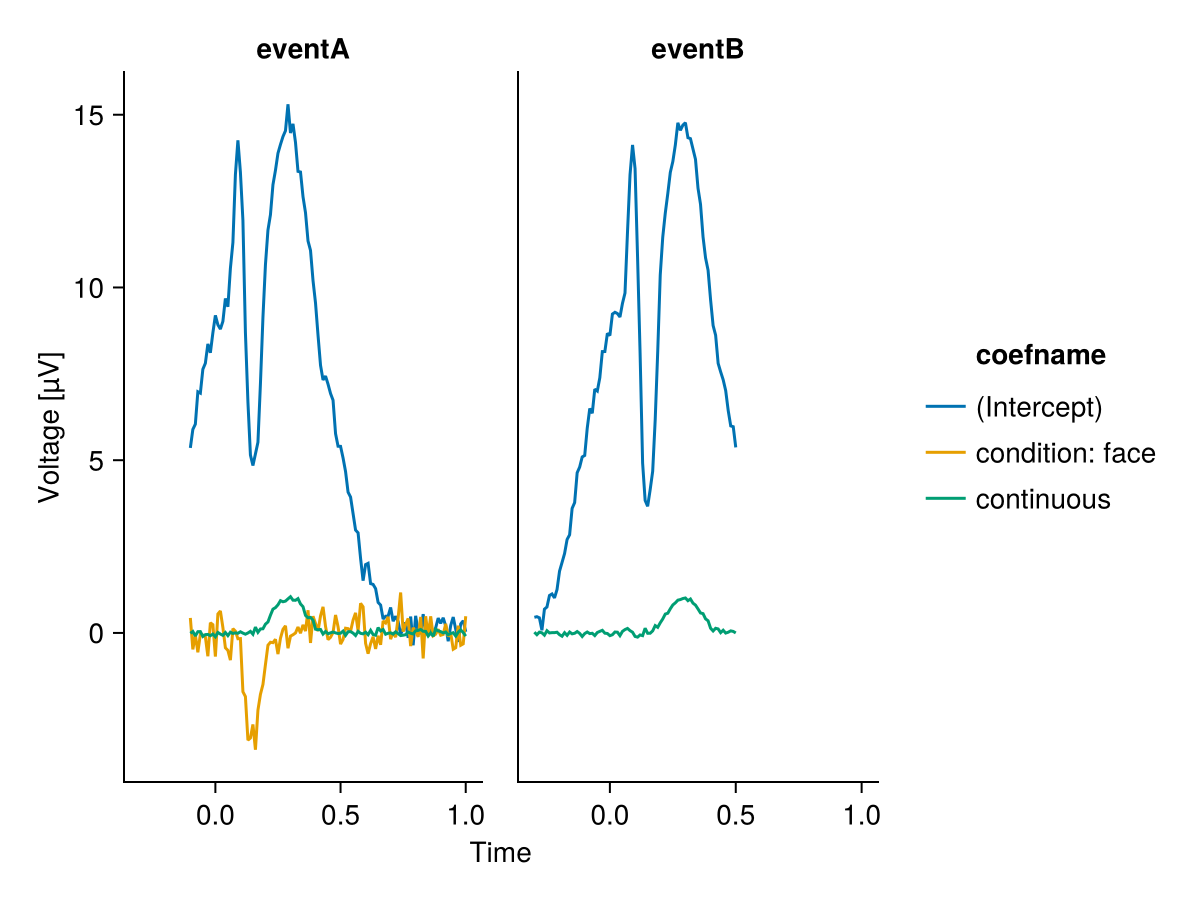 eventA
eventB
15
10
5
0
Voltage [µV]
0.0
0.5
1.0
0.0
0.5
1.0
Time
coefname
(Intercept)
condition: face
continuous